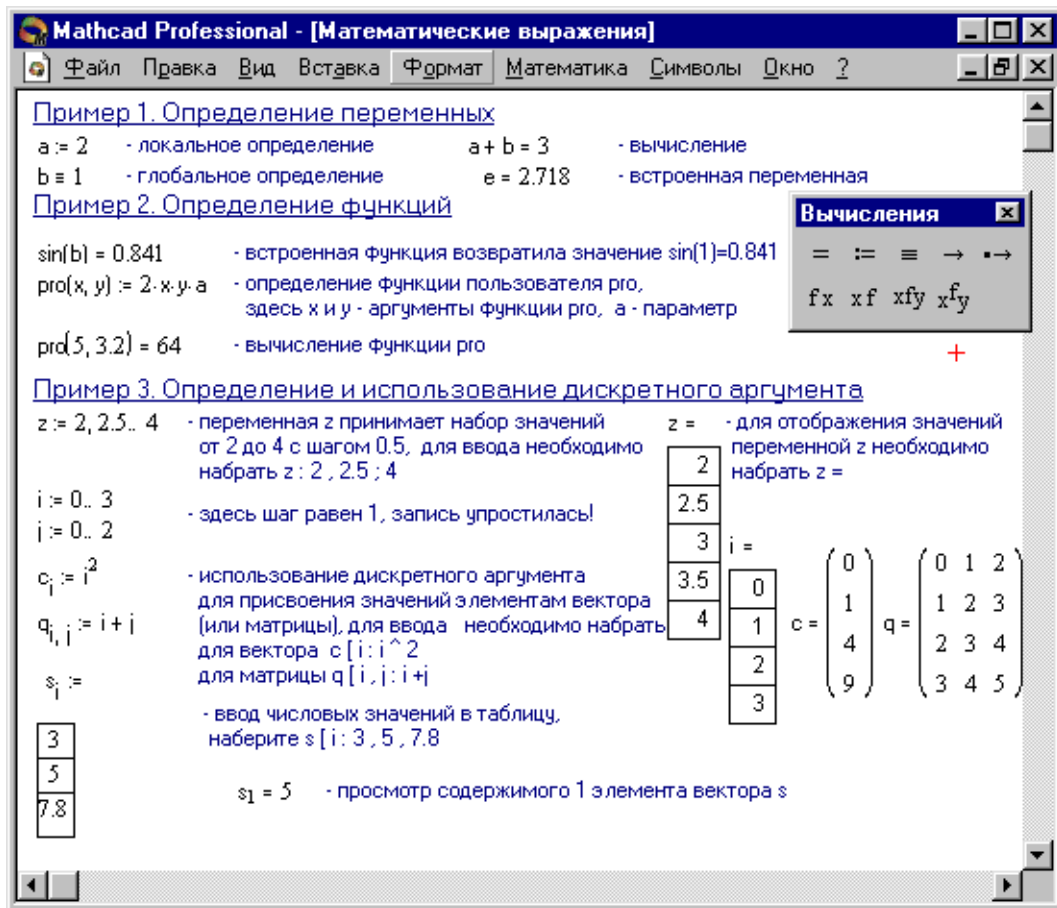 Mathcad Professional - [Математические выражения]
Файл Правка Вид Вставка Формат Математика Символы Окно ?
Пример 1. Определение переменных
a := 2 - локальное определение a + b = 3 - вычисление
b ≡ 1 - глобальное определение e = 2.718 - встроенная переменная
Пример 2. Определение функций
Вычисления
= := ≡ → ▪→
fx xf xfy xfy
sin(b) = 0.841 - встроенная функция возвратила значение sin(1)=0.841
pro(x, y) := 2·x·y·a - определение функции пользователя pro,
здесь x и y - аргументы функции pro, a - параметр
pro(5, 3.2) = 64 - вычисление функции pro
Пример 3. Определение и использование дискретного аргумента
z := 2, 2.5.. 4 - переменная z принимает набор значений
от 2 до 4 с шагом 0.5, для ввода необходимо
набрать z : 2 , 2.5 ; 4
z = - для отображения значений
переменной z необходимо
набрать z =
2
2.5
3
3.5
4
i := 0.. 3
j := 0.. 2
- здесь шаг равен 1, запись упростилась!
i =
0
1
2
3
c =
0
1
4
9
q =
0 1 2
1 2 3
2 3 4
3 4 5
c i := i^2
q i, j := i + j
- использование дискретного аргумента
для присвоения значений элементам вектора
(или матрицы), для ввода необходимо набрать
для вектора c [ i : i ^ 2
для матрицы q [ i , j : i +j
s i :=
3
5
7.8
- ввод числовых значений в таблицу,
наберите s [ i : 3 , 5 , 7.8
s1 = 5 - просмотр содержимого 1 элемента вектора s